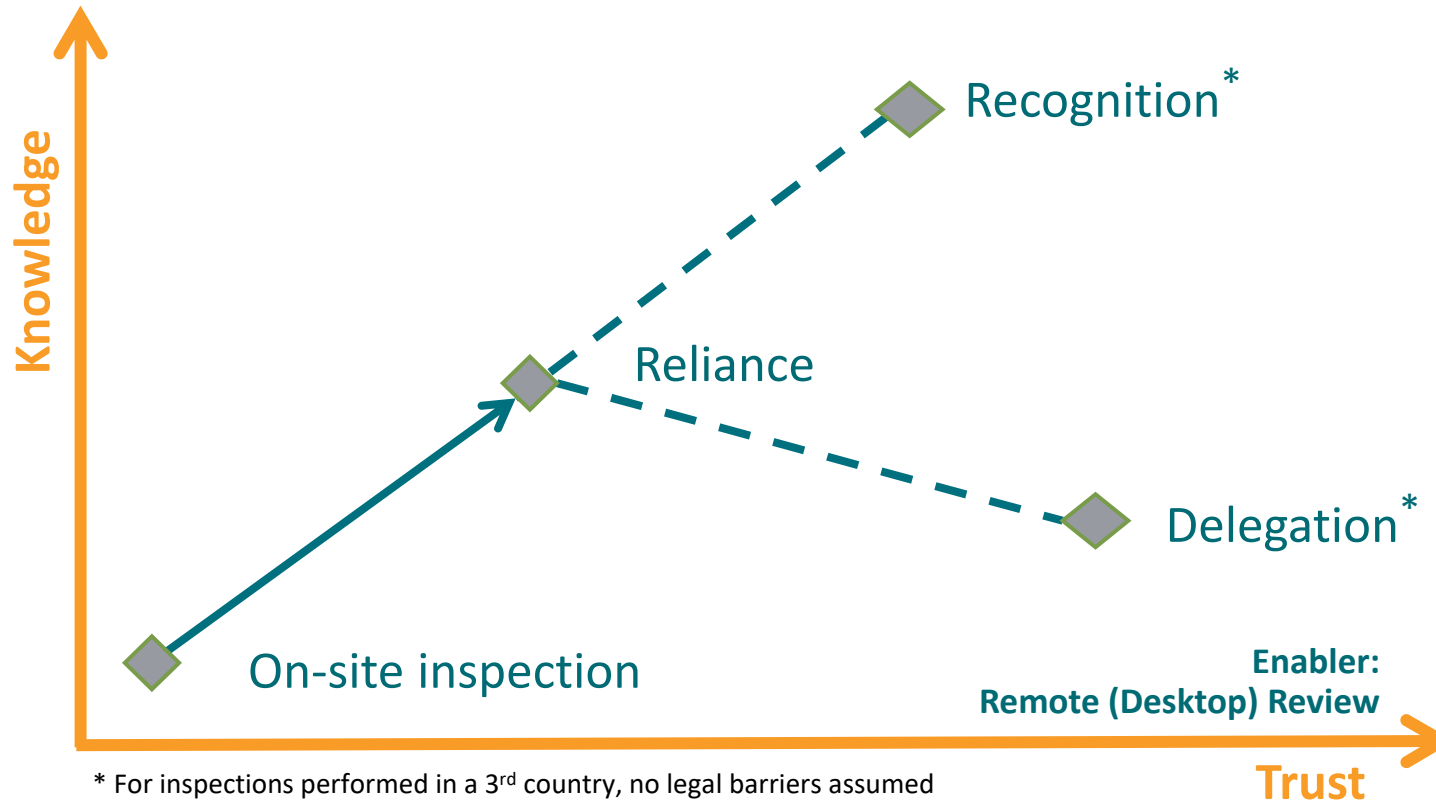 Knowledge
Recognition*
Reliance
Delegation*
On-site inspection
Enabler:
Remote (Desktop) Review
Trust
* For inspections performed in a 3rd country, no legal barriers assumed